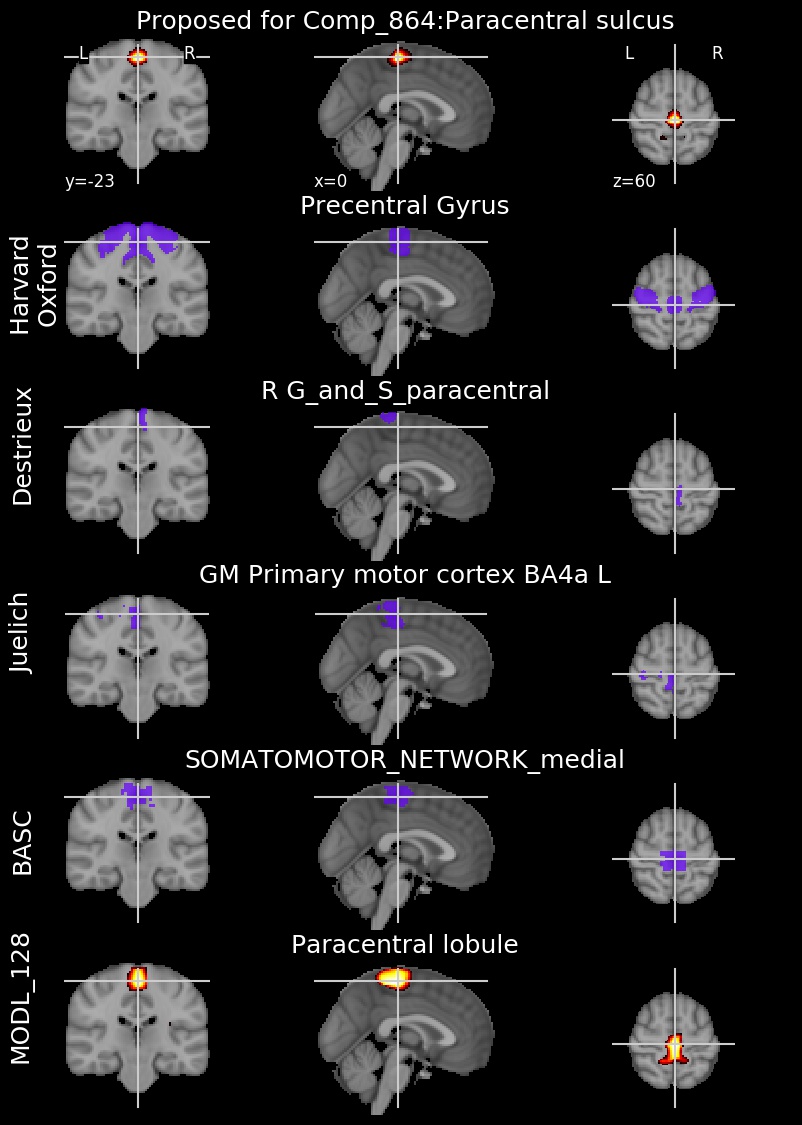 Proposed for Comp_864:Paracentral sulcus
L R L R
y=-23 x=0 z=60
Precentral Gyrus
Harvard
Oxford
R G_and_S_paracentral
Destrieux
GM Primary motor cortex BA4a L
Juelich
SOMATOMOTOR_NETWORK_medial
BASC
Paracentral lobule
MODL_128